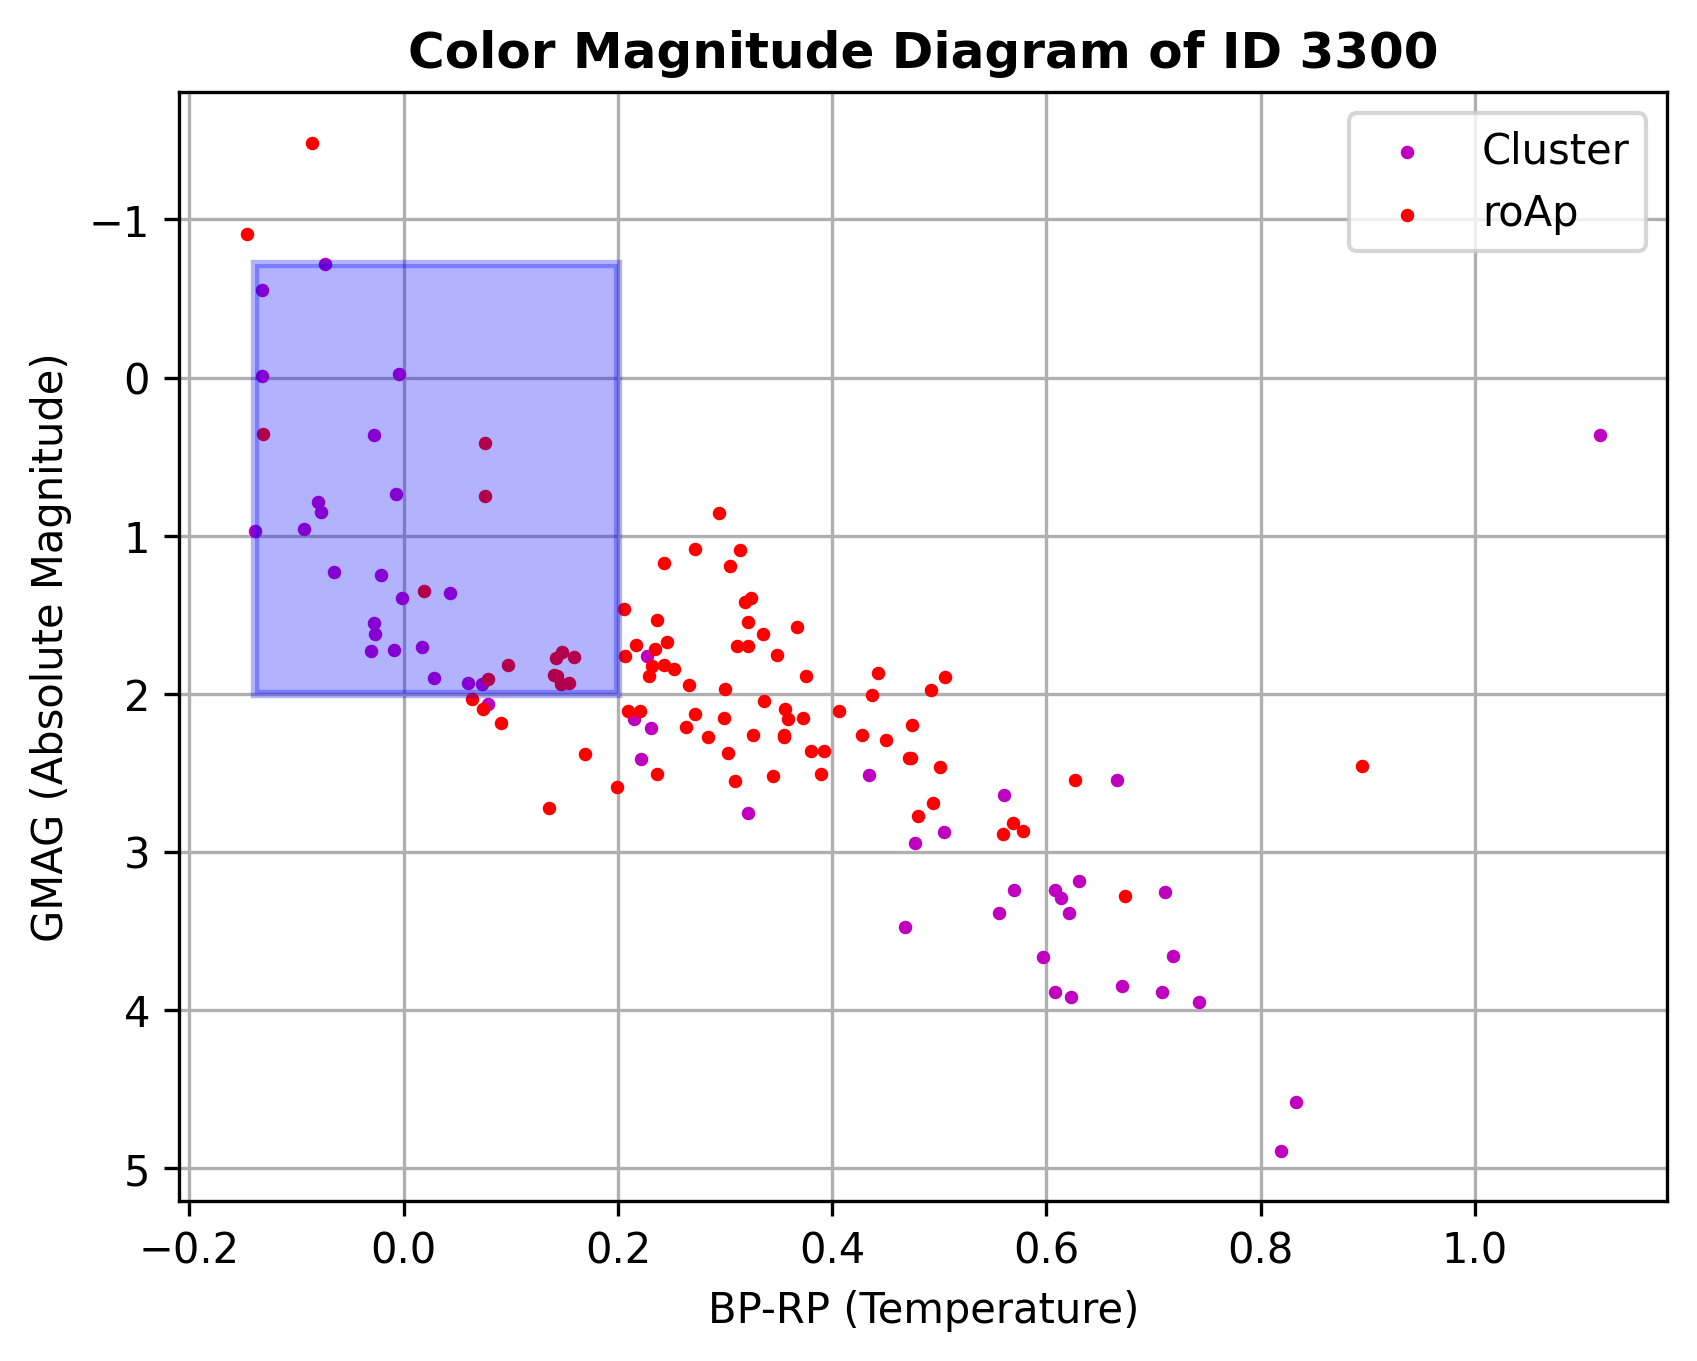 Color Magnitude Diagram of ID 3300
Cluster
roAp
−1
0
1
2
3
4
5
GMAG (Absolute Magnitude)
−0.2 0.0 0.2 0.4 0.6 0.8 1.0
BP-RP (Temperature)